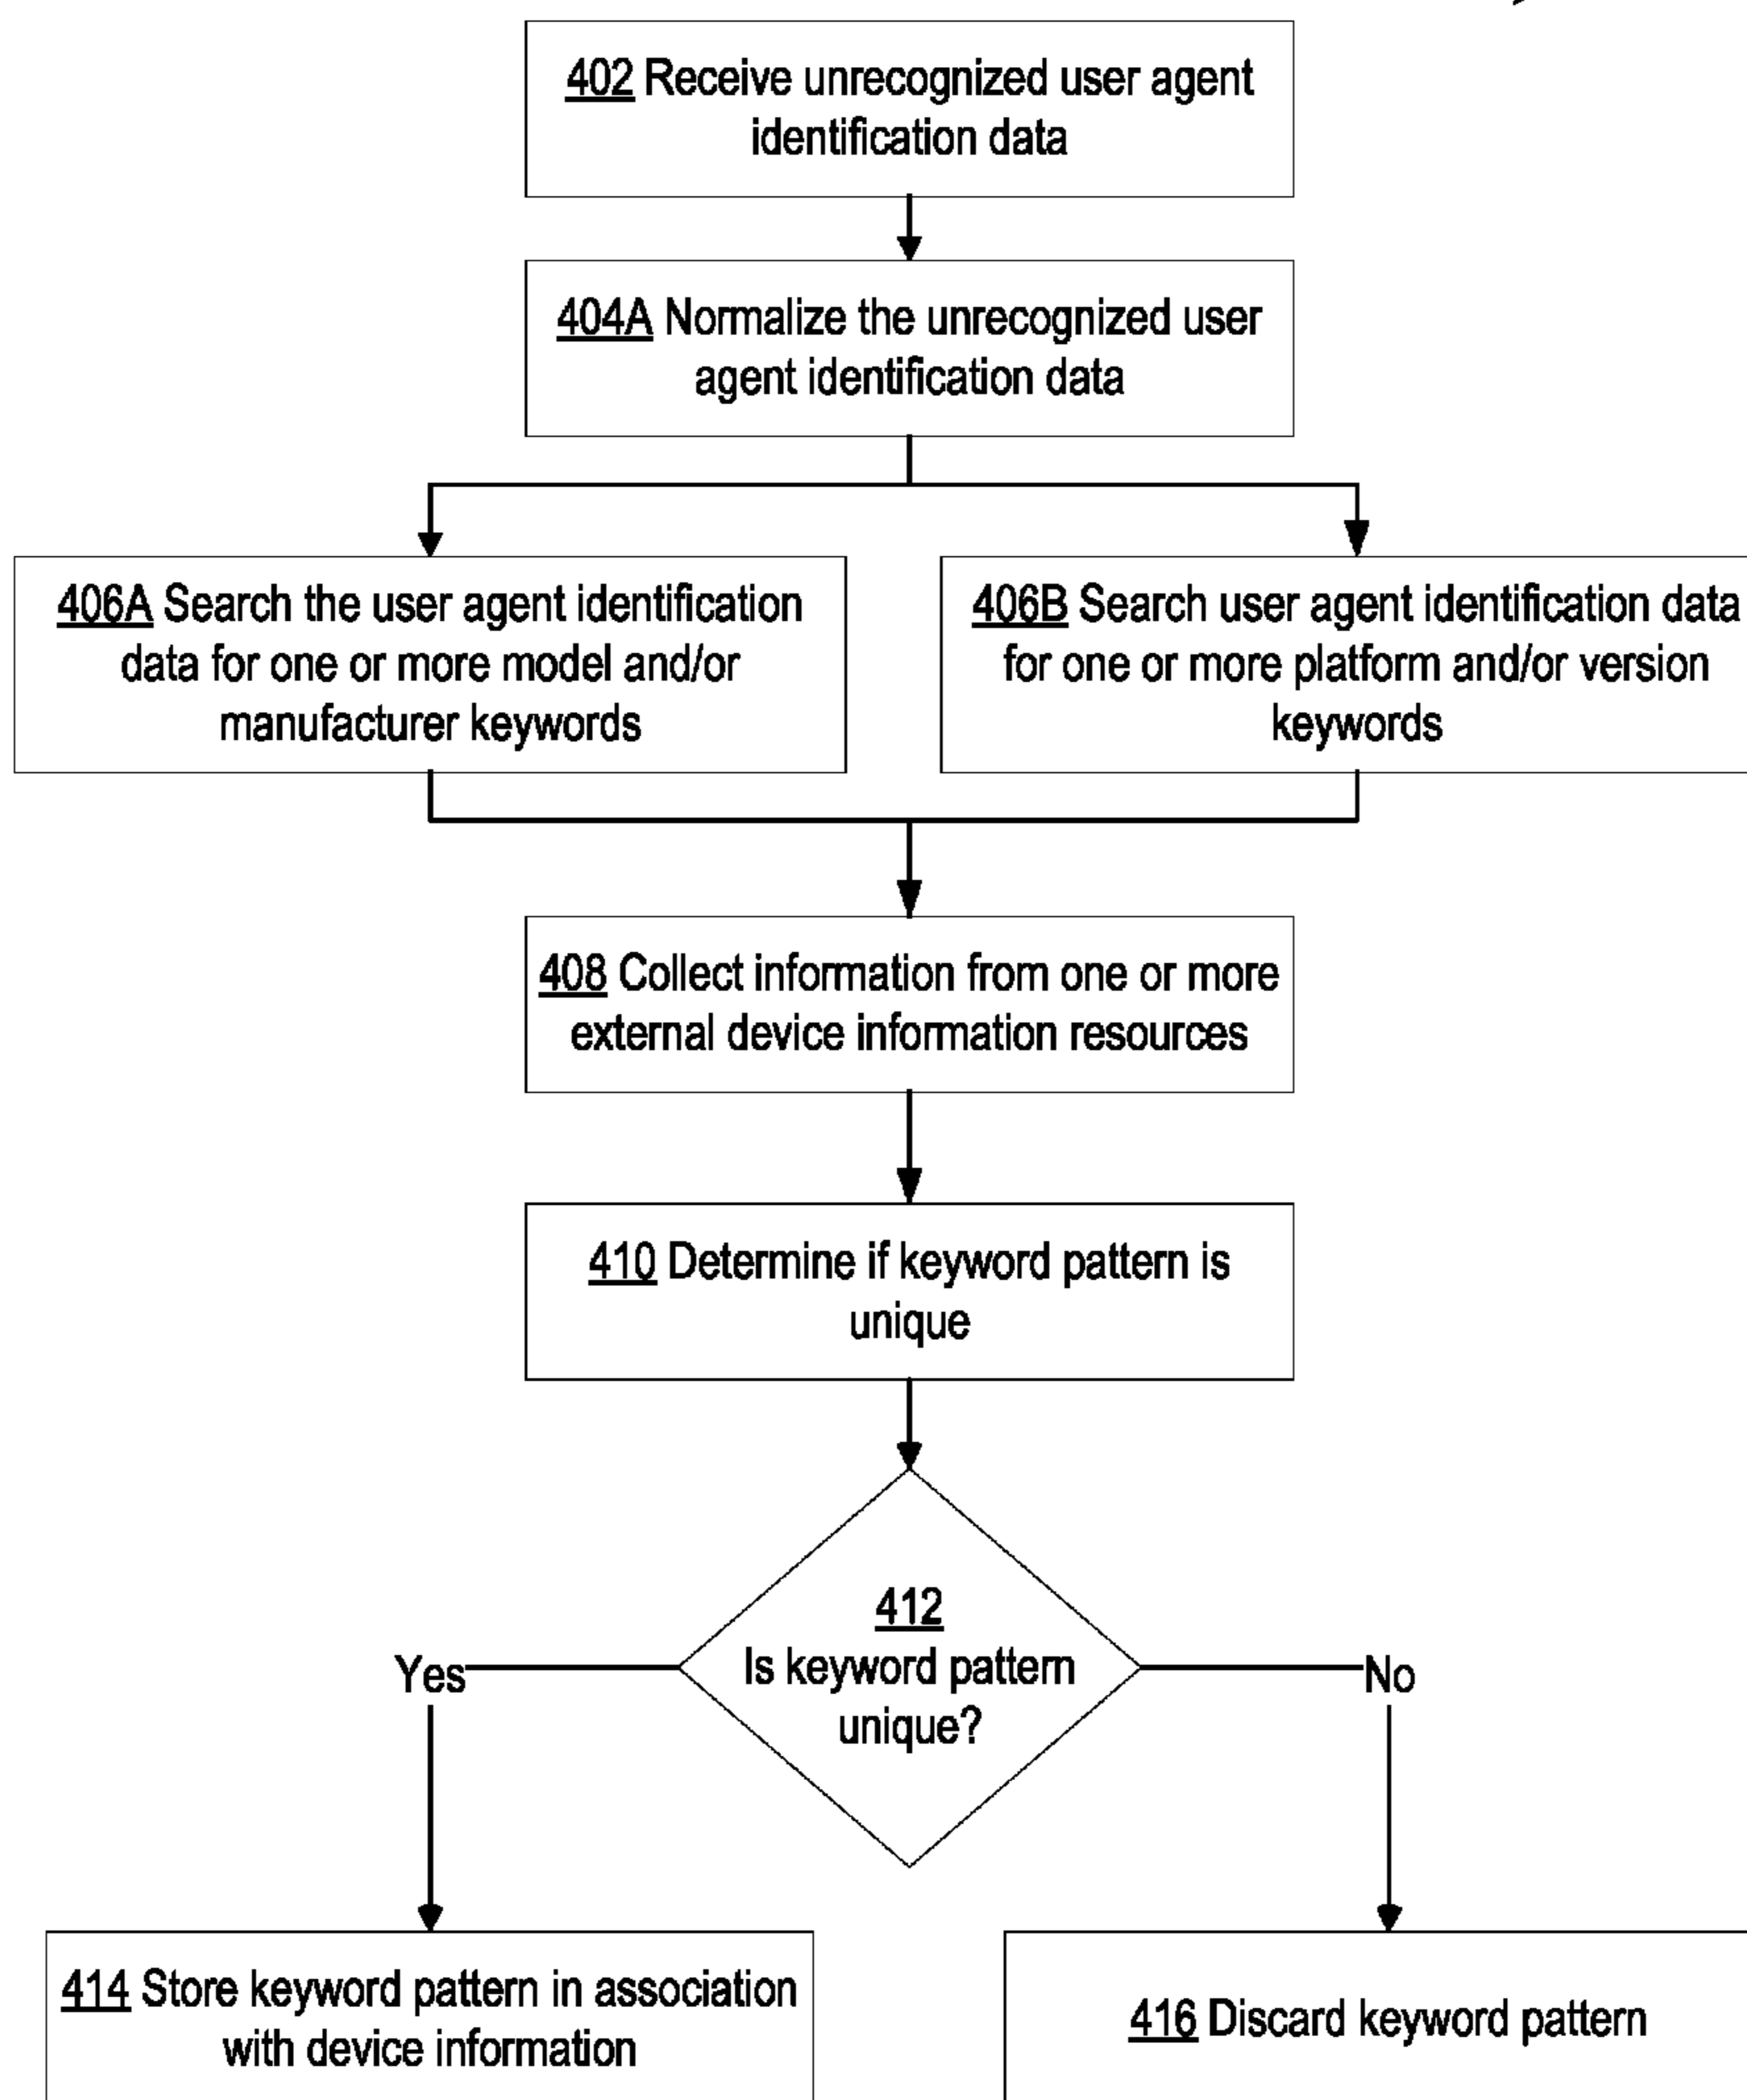 402 Receive unrecognized user agent
identification data
404A Normalize the unrecognized user
agent identification data
406A Search the user agent identification
data for one or more model and/or
manufacturer keywords
406B Search user agent identification data
for one or more platform and/or version
keywords
408 Collect information from one or more
external device information resources
410 Determine if keyword pattern is
unique
412
Is keyword pattern
unique?
Yes
No
414 Store keyword pattern in association
with device information
416 Discard keyword pattern